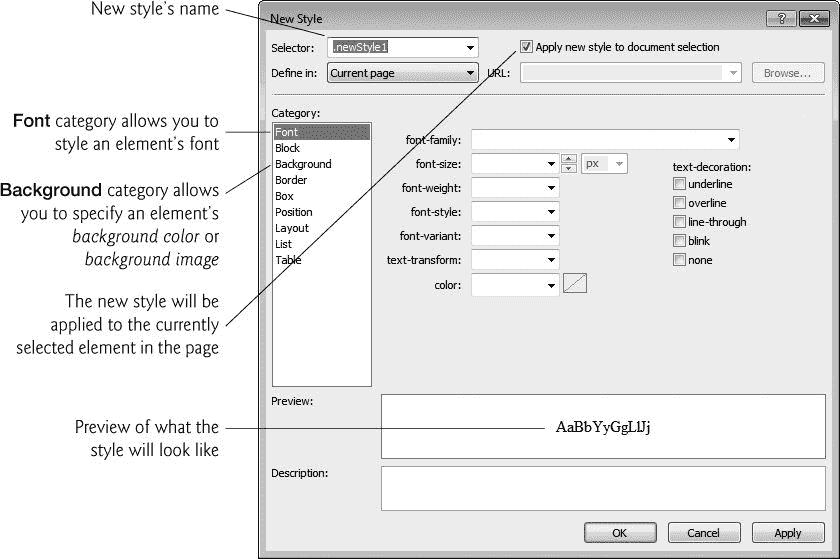 New style's name
New Style
Selector: .newStyle1
Apply new style to document selection
Define in: Current page
URL:
Browse...
Category:
Font category allows you to
style an element's font
Font
Block
Background
Border
Box
Position
Layout
List
Table
Background category allows
you to specify an element's
background color or
background image
The new style will be
applied to the currently
selected element in the page
font-family:
font-size:
px
font-weight:
font-style:
font-variant:
text-transform:
color:
text-decoration:
underline
overline
line-through
blink
none
Preview:
AaBbYyGgLlJj
Preview of what the
style will look like
Description:
OK
Cancel
Apply